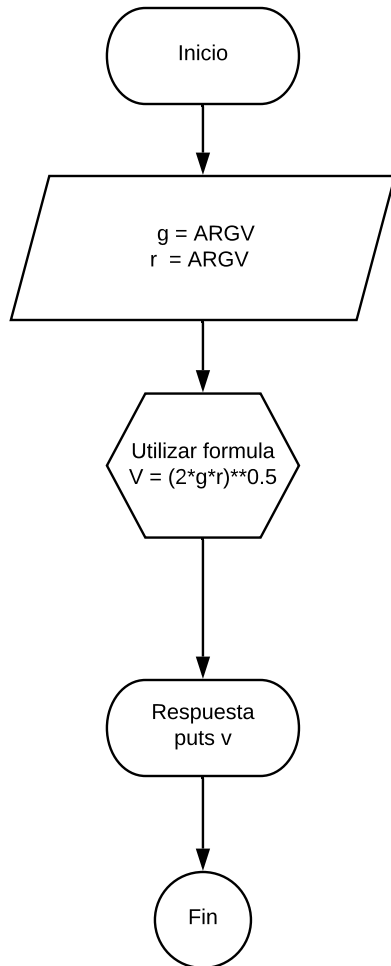 Inicio
g = ARGV
r  = ARGV
Utilizar formula
V = (2*g*r)**0.5
Respuesta
puts v
Fin